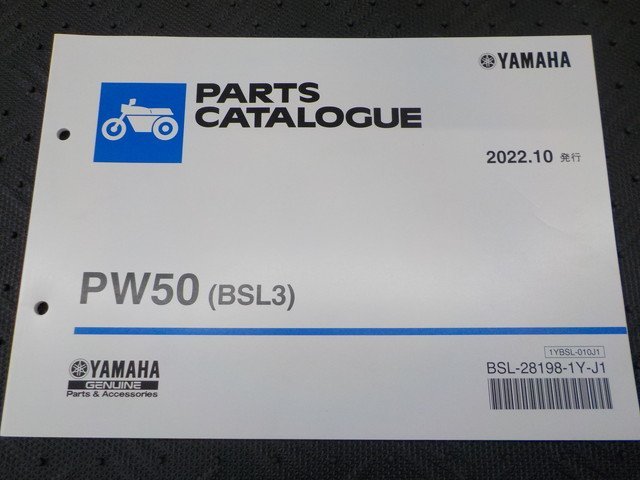 YAMAHA
PARTS
CATALOGUE
2022.10 発行
PW50 (BSL3)
1YBSL-010J1
YAMAHA
GENUINE
Parts & Accessories
BSL-28198-1Y-J1